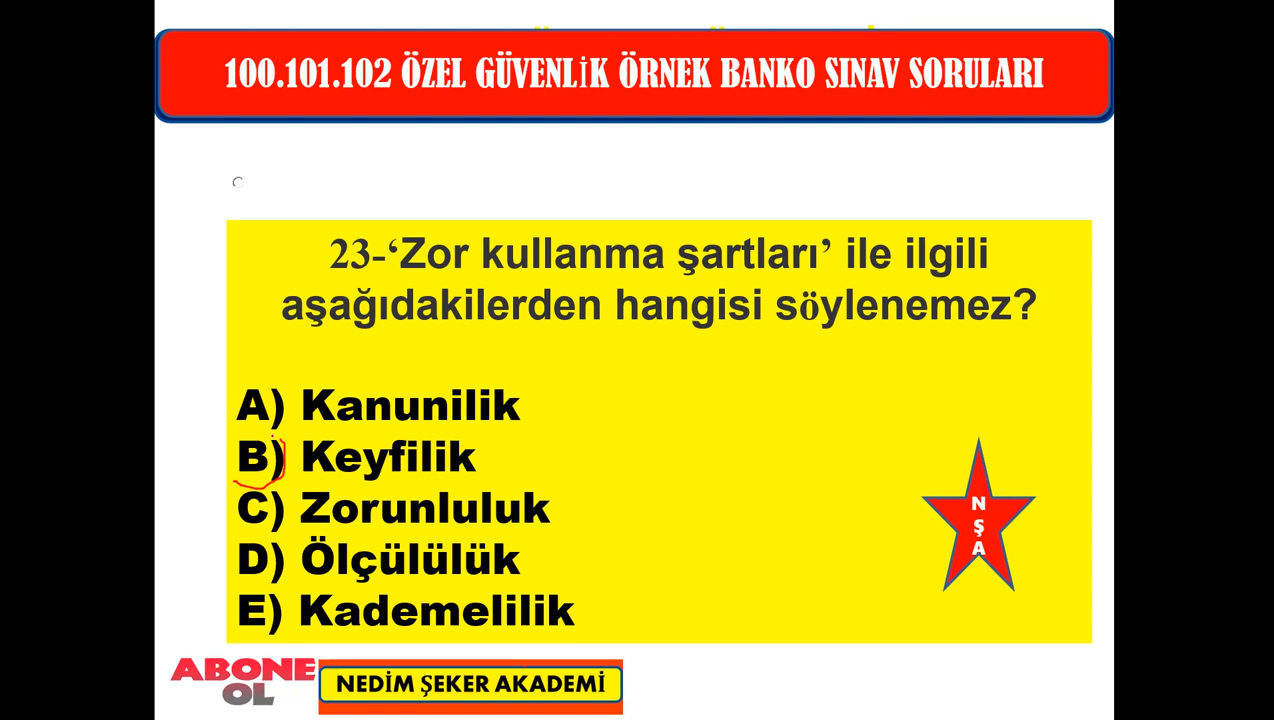 100.101.102 ÖZEL GÜVENLİK ÖRNEK BANKO SINAV SORULARI
23-‘Zor kullanma şartları’ ile ilgili
aşağıdakilerden hangisi söylenemez?
A) Kanunilik
B) Keyfilik
C) Zorunluluk
D) Ölçülülük
E) Kademelilik
N
Ş
A
ABONE
OL
NEDİM ŞEKER AKADEMİ